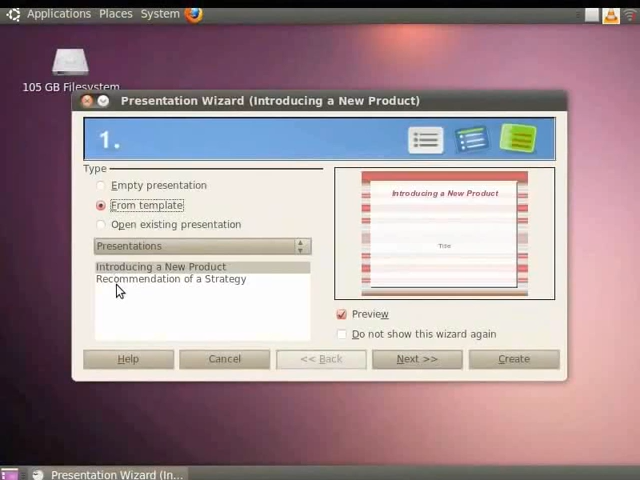 Applications Places System
105 GB Filesystem
Presentation Wizard (Introducing a New Product)
1.
Type
Empty presentation
From template
Open existing presentation
Presentations
Introducing a New Product
Recommendation of a Strategy
Introducing a New Product
Title
Preview
Do not show this wizard again
Help
Cancel
<< Back
Next >>
Create
Presentation Wizard (In...